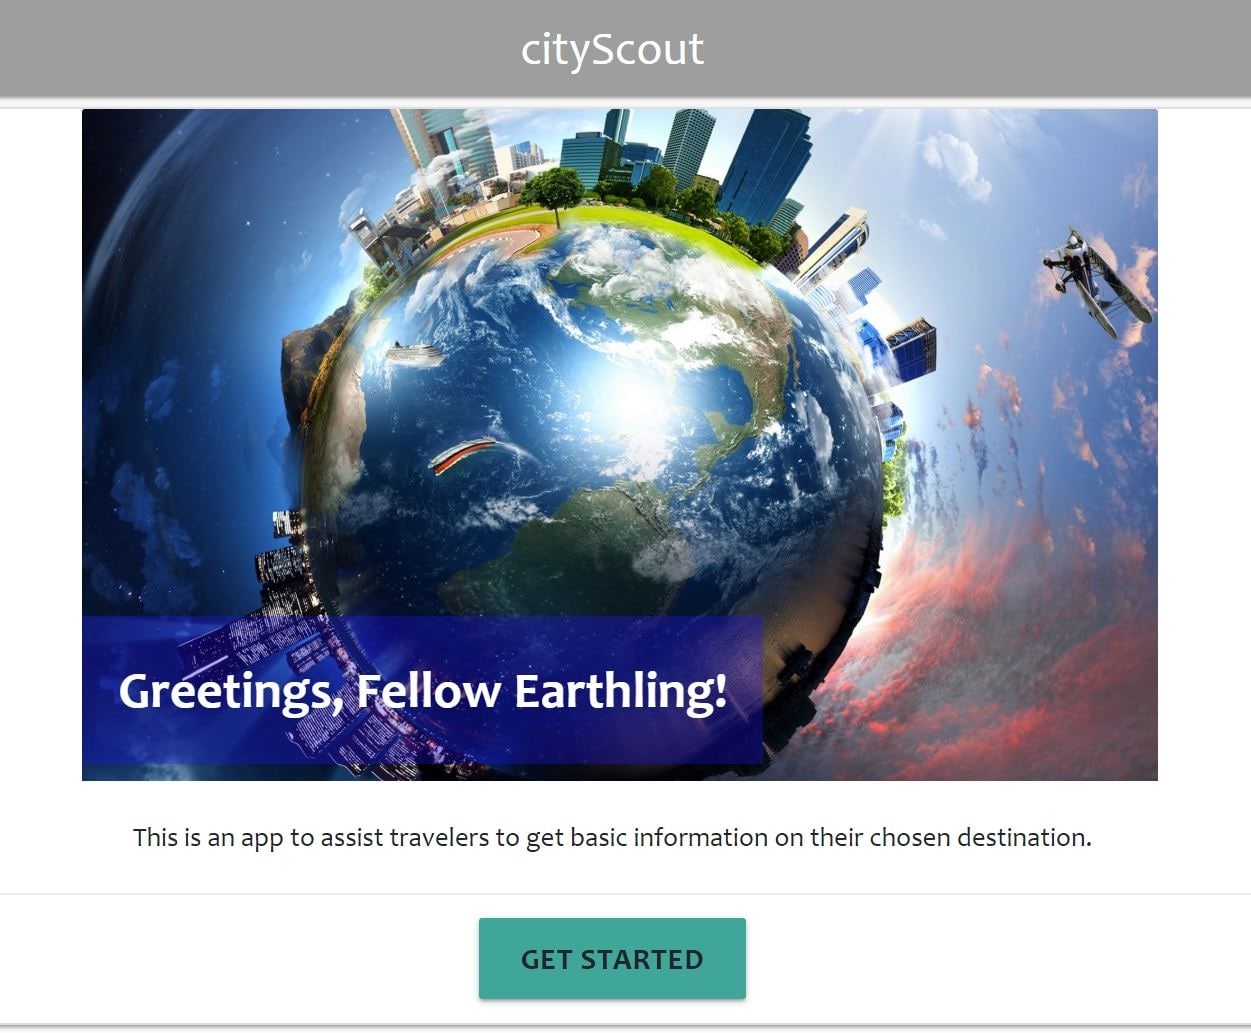 cityScout
Greetings, Fellow Earthling!
This is an app to assist travelers to get basic information on their chosen destination.
GET STARTED